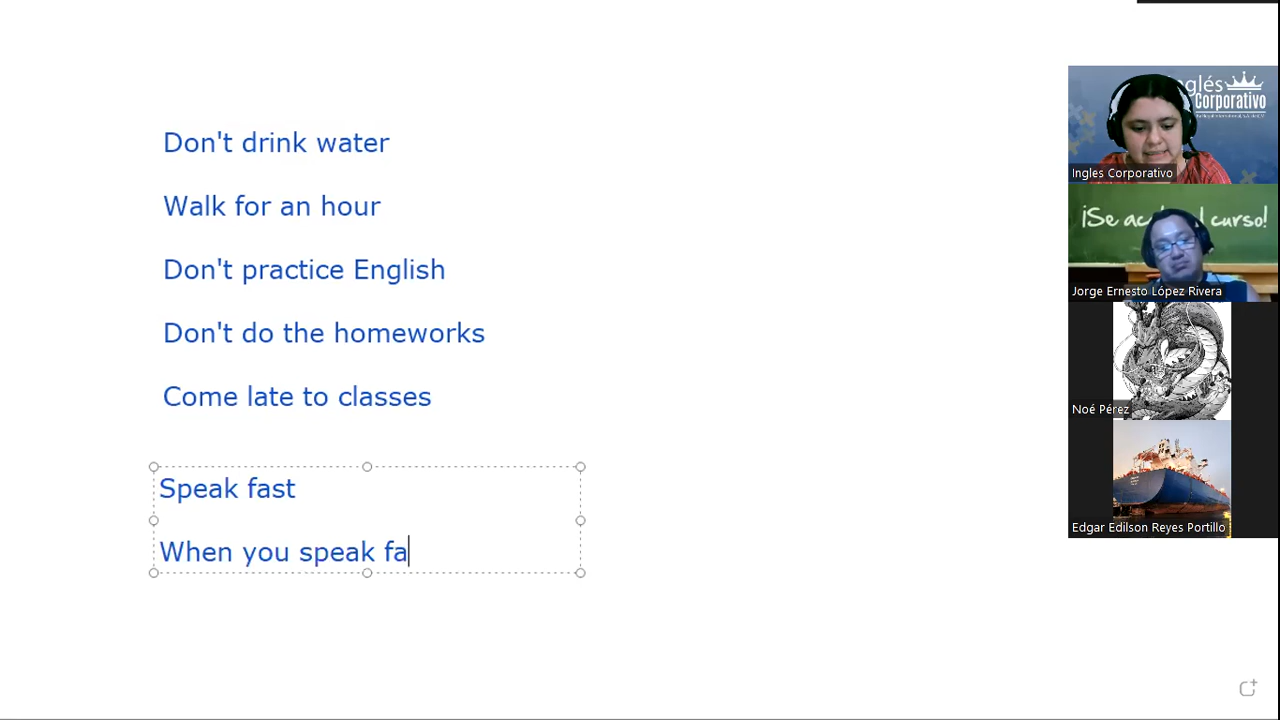 Don't drink water
Walk for an hour
Don't practice English
Don't do the homeworks
Come late to classes
Speak fast
When you speak fa
Inglés
Corporativo
Ingles Corporativo
¡Se curso!
Jorge Ernesto López Rivera
Noé Pérez
Edgar Edilson Reyes Portillo